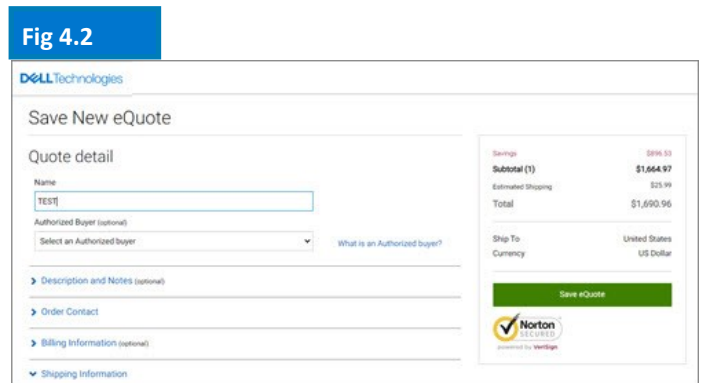 Fig 4.2
DELLTechnologies
Save New eQuote
Quote detail
Name
TEST
Authorized Buyer (optional)
Select an Authorized buyer
What is an Authorized buyer?
Description and Notes (optional)
Order Contact
Billing Information (optional)
Shipping Information
Savings $896.53
Subtotal (1) $1,664.97
Estimated Shipping $25.99
Total $1,690.96
Ship To United States
Currency US Dollar
Save eQuote
Norton
SECURED
powered by VeriSign